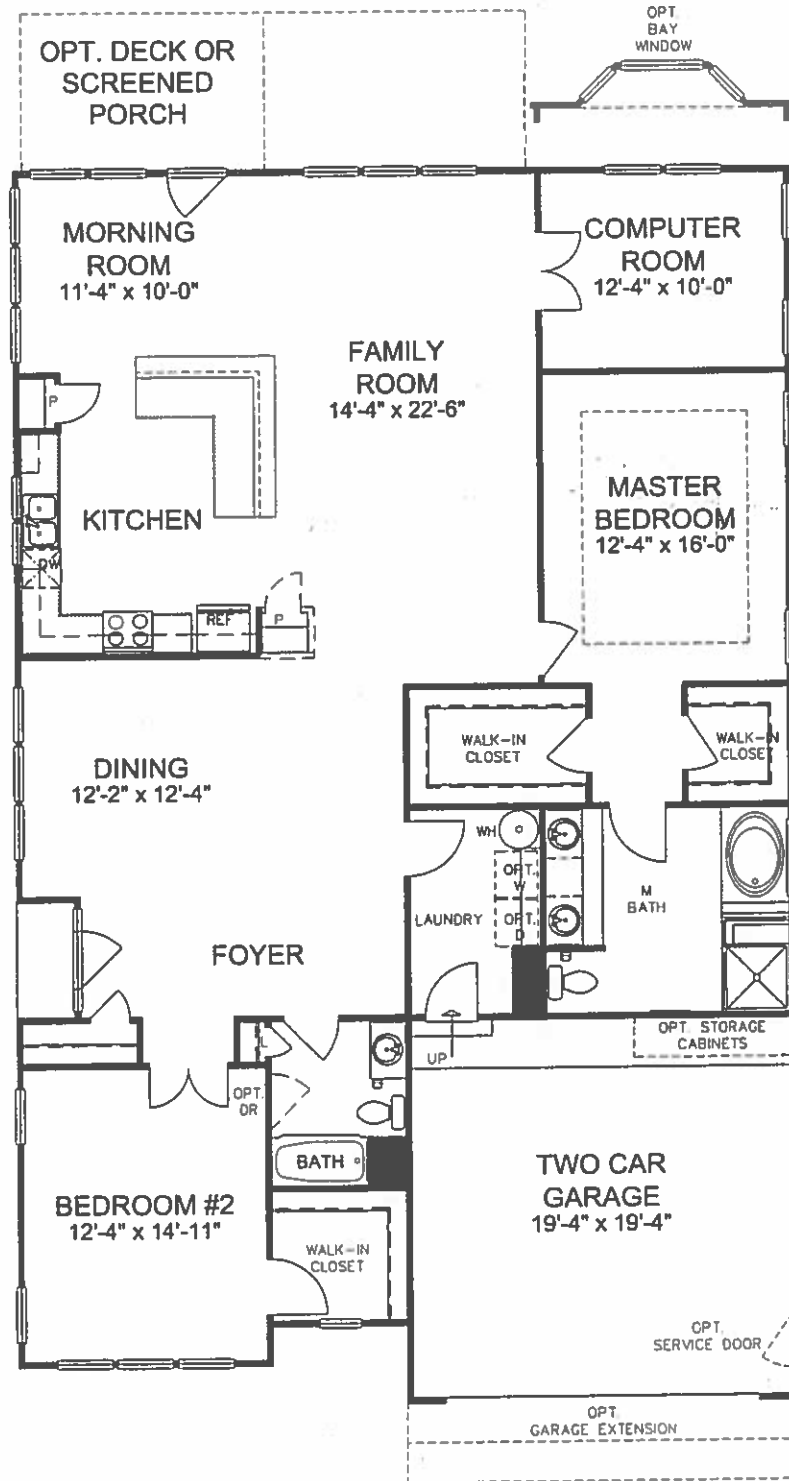 OPT.
BAY
WINDOW
OPT. DECK OR
SCREENED
PORCH
MORNING
ROOM
11'-4" x 10'-0"
COMPUTER
ROOM
12'-4" x 10'-0"
FAMILY
ROOM
14'-4" x 22'-6"
P
KITCHEN
MASTER
BEDROOM
12'-4" x 16'-0"
DW
REF
P
WALK-IN
CLOSET
WALK-IN
CLOSET
DINING
12'-2" x 12'-4"
WH
OPT.
W
OPT.
D
LAUNDRY
M
BATH
FOYER
L
UP
OPT. STORAGE
CABINETS
OPT.
DR
BATH
TWO CAR
GARAGE
19'-4" x 19'-4"
BEDROOM #2
12'-4" x 14'-11"
WALK-IN
CLOSET
OPT.
SERVICE DOOR
OPT.
GARAGE EXTENSION